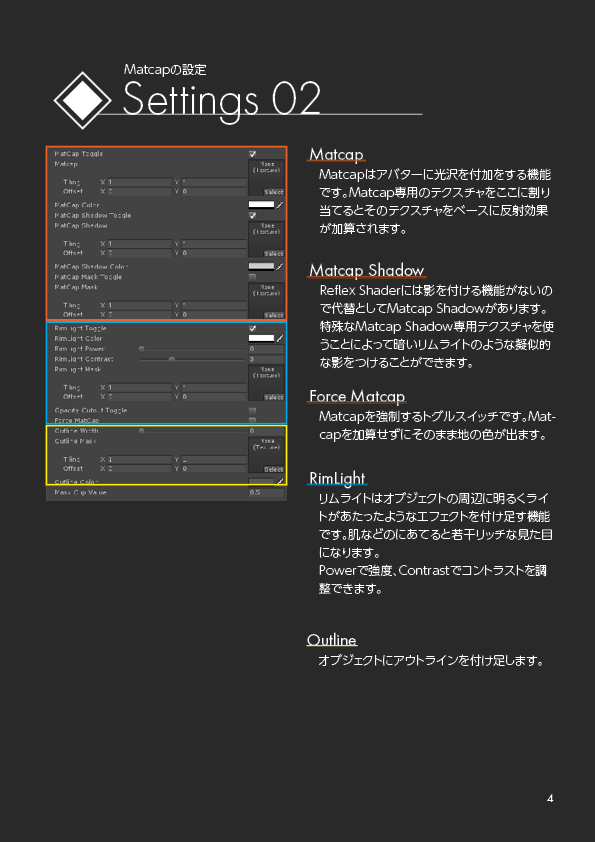 Matcapの設定
Settings 02
MatCap Toggle
Matcap
None
(Texture)
Tiling X 1 Y 1
Offset X 0 Y 0
Select
MatCap Color
MatCap Shadow Toggle
MatCap Shadow
None
(Texture)
Tiling X 1 Y 1
Offset X 0 Y 0
Select
MatCap Shadow Color
MatCap Mask Toggle
MatCap Mask
None
(Texture)
Tiling X 1 Y 1
Offset X 0 Y 0
Select
RimLight Toggle
RimLight Color
RimLight Power 0
RimLight Contrast 3
RimLight Mask
None
(Texture)
Tiling X 1 Y 1
Offset X 0 Y 0
Select
Opacity Cutout Toggle
Force MatCap
Outline Width 0
Outline Mask
None
(Texture)
Tiling X 1 Y 1
Offset X 0 Y 0
Select
Outline Color
Mask Clip Value 0.5
Matcap
Matcapはアバターに光沢を付加をする機能
です。Matcap専用のテクスチャをここに割り
当てるとそのテクスチャをベースに反射効果
が加算されます。
Matcap Shadow
Reflex Shaderには影を付ける機能がないの
で代替としてMatcap Shadowがあります。
特殊なMatcap Shadow専用テクスチャを使
うことによって暗いリムライトのような擬似的
な影をつけることができます。
Force Matcap
Matcapを強制するトグルスイッチです。Mat-
capを加算せずにそのまま地の色が出ます。
RimLight
リムライトはオブジェクトの周辺に明るくライ
トがあたったようなエフェクトを付け足す機能
です。肌などのにあてると若干リッチな見た目
になります。
Powerで強度、Contrastでコントラストを調
整できます。
Outline
オブジェクトにアウトラインを付け足します。
4